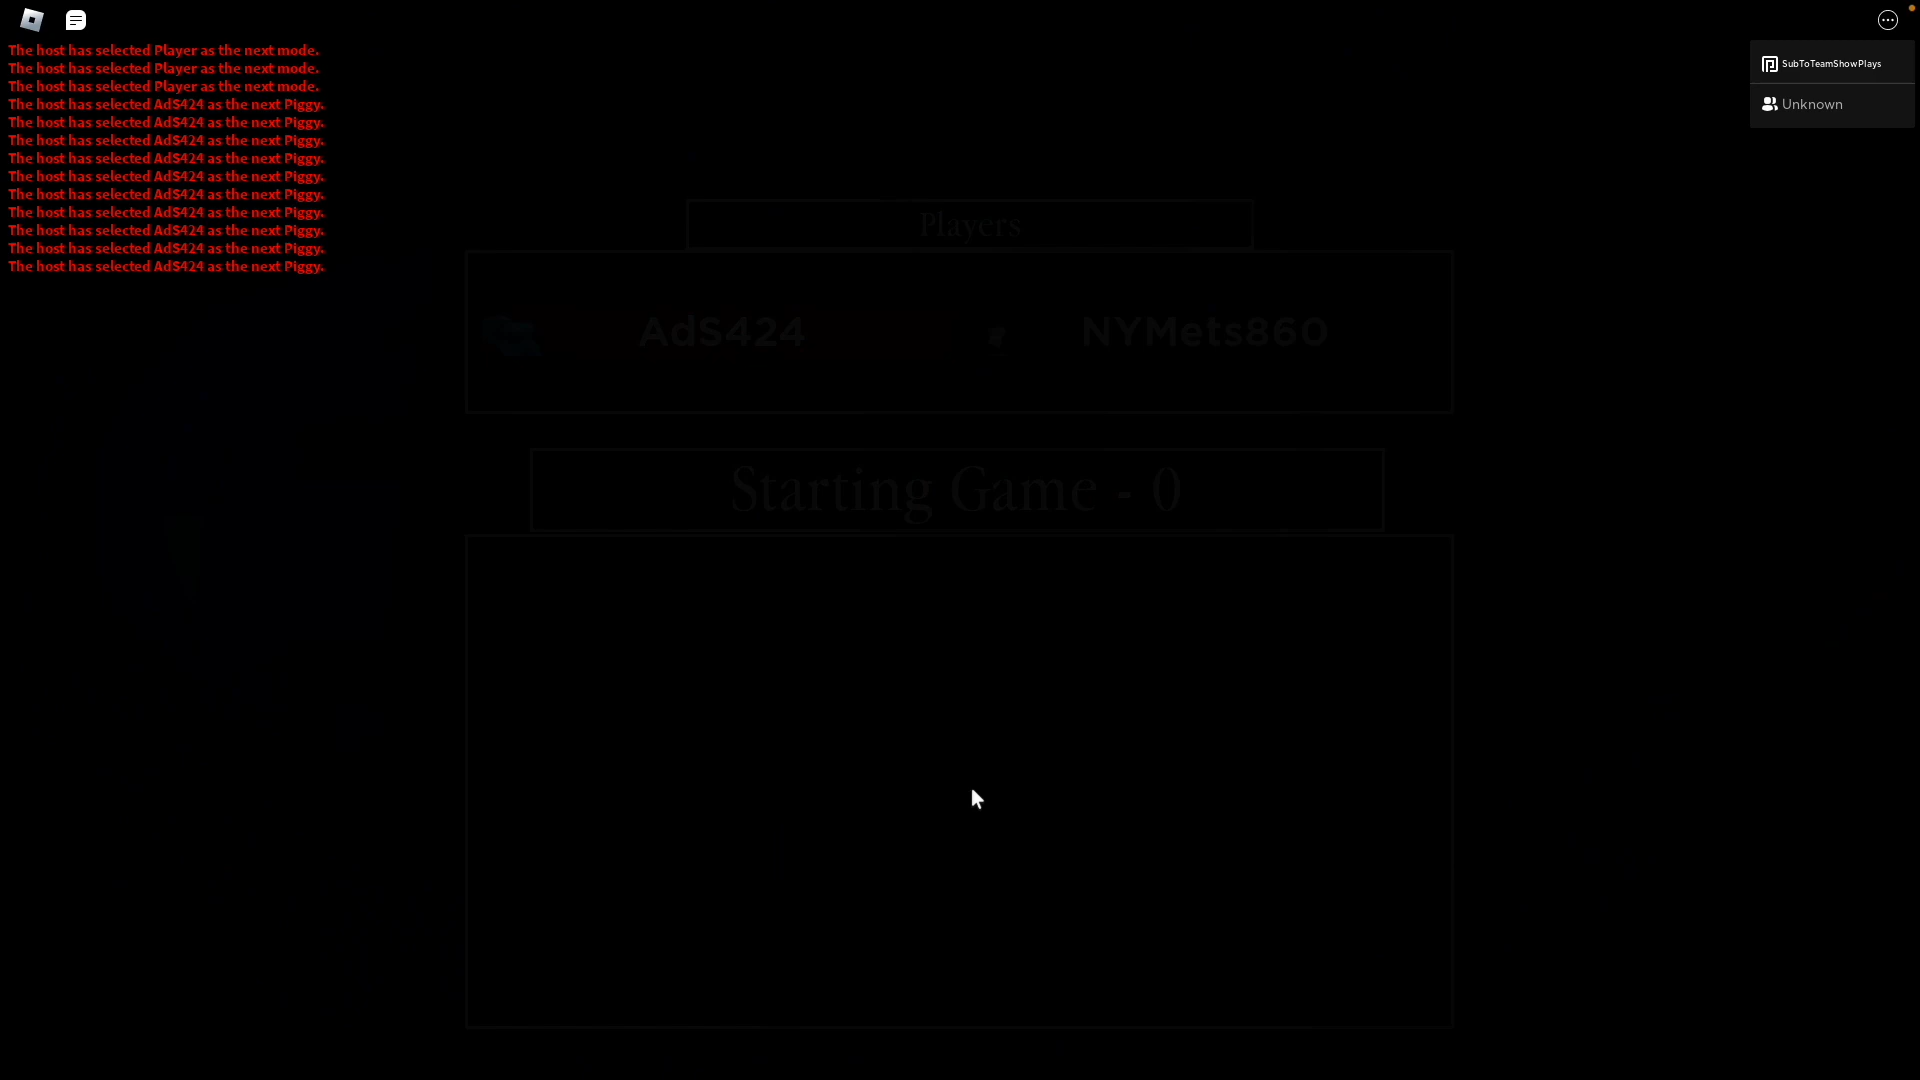 The host has selected Player as the next mode.
The host has selected Player as the next mode.
The host has selected Player as the next mode.
The host has selected AdS424 as the next Piggy.
The host has selected AdS424 as the next Piggy.
The host has selected AdS424 as the next Piggy.
The host has selected AdS424 as the next Piggy.
The host has selected AdS424 as the next Piggy.
The host has selected AdS424 as the next Piggy.
The host has selected AdS424 as the next Piggy.
The host has selected AdS424 as the next Piggy.
The host has selected AdS424 as the next Piggy.
The host has selected AdS424 as the next Piggy.
SubToTeamShowPlays
Unknown
Players
AdS424
NYMets860
Starting Game - 0